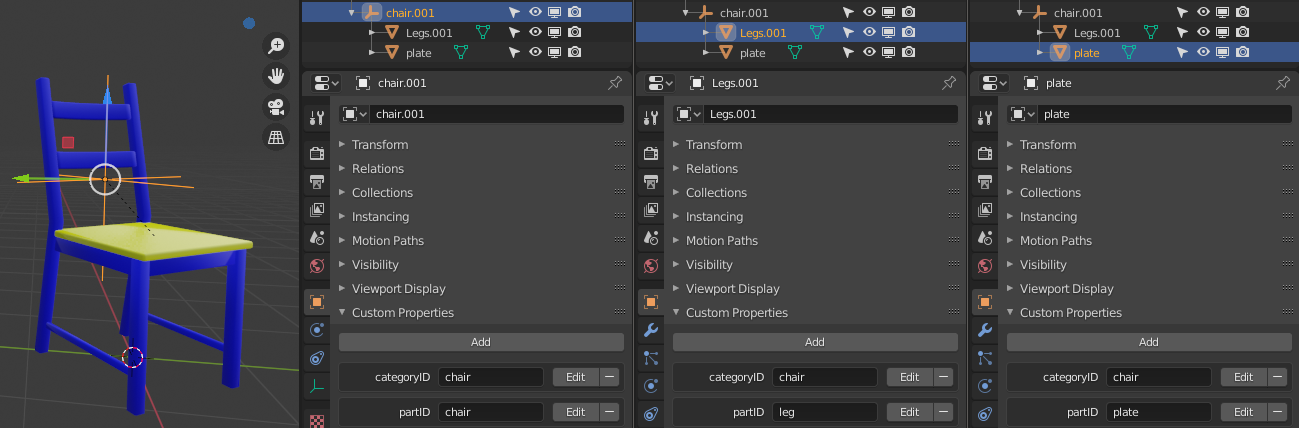 chair.001
Legs.001
plate
chair.001
chair.001
Transform
Relations
Collections
Instancing
Motion Paths
Visibility
Viewport Display
Custom Properties
Add
categoryID chair Edit
partID chair Edit
chair.001
Legs.001
plate
Legs.001
Legs.001
Transform
Relations
Collections
Instancing
Motion Paths
Visibility
Viewport Display
Custom Properties
Add
categoryID chair Edit
partID leg Edit
chair.001
Legs.001
plate
plate
plate
Transform
Relations
Collections
Instancing
Motion Paths
Visibility
Viewport Display
Custom Properties
Add
categoryID chair Edit
partID plate Edit